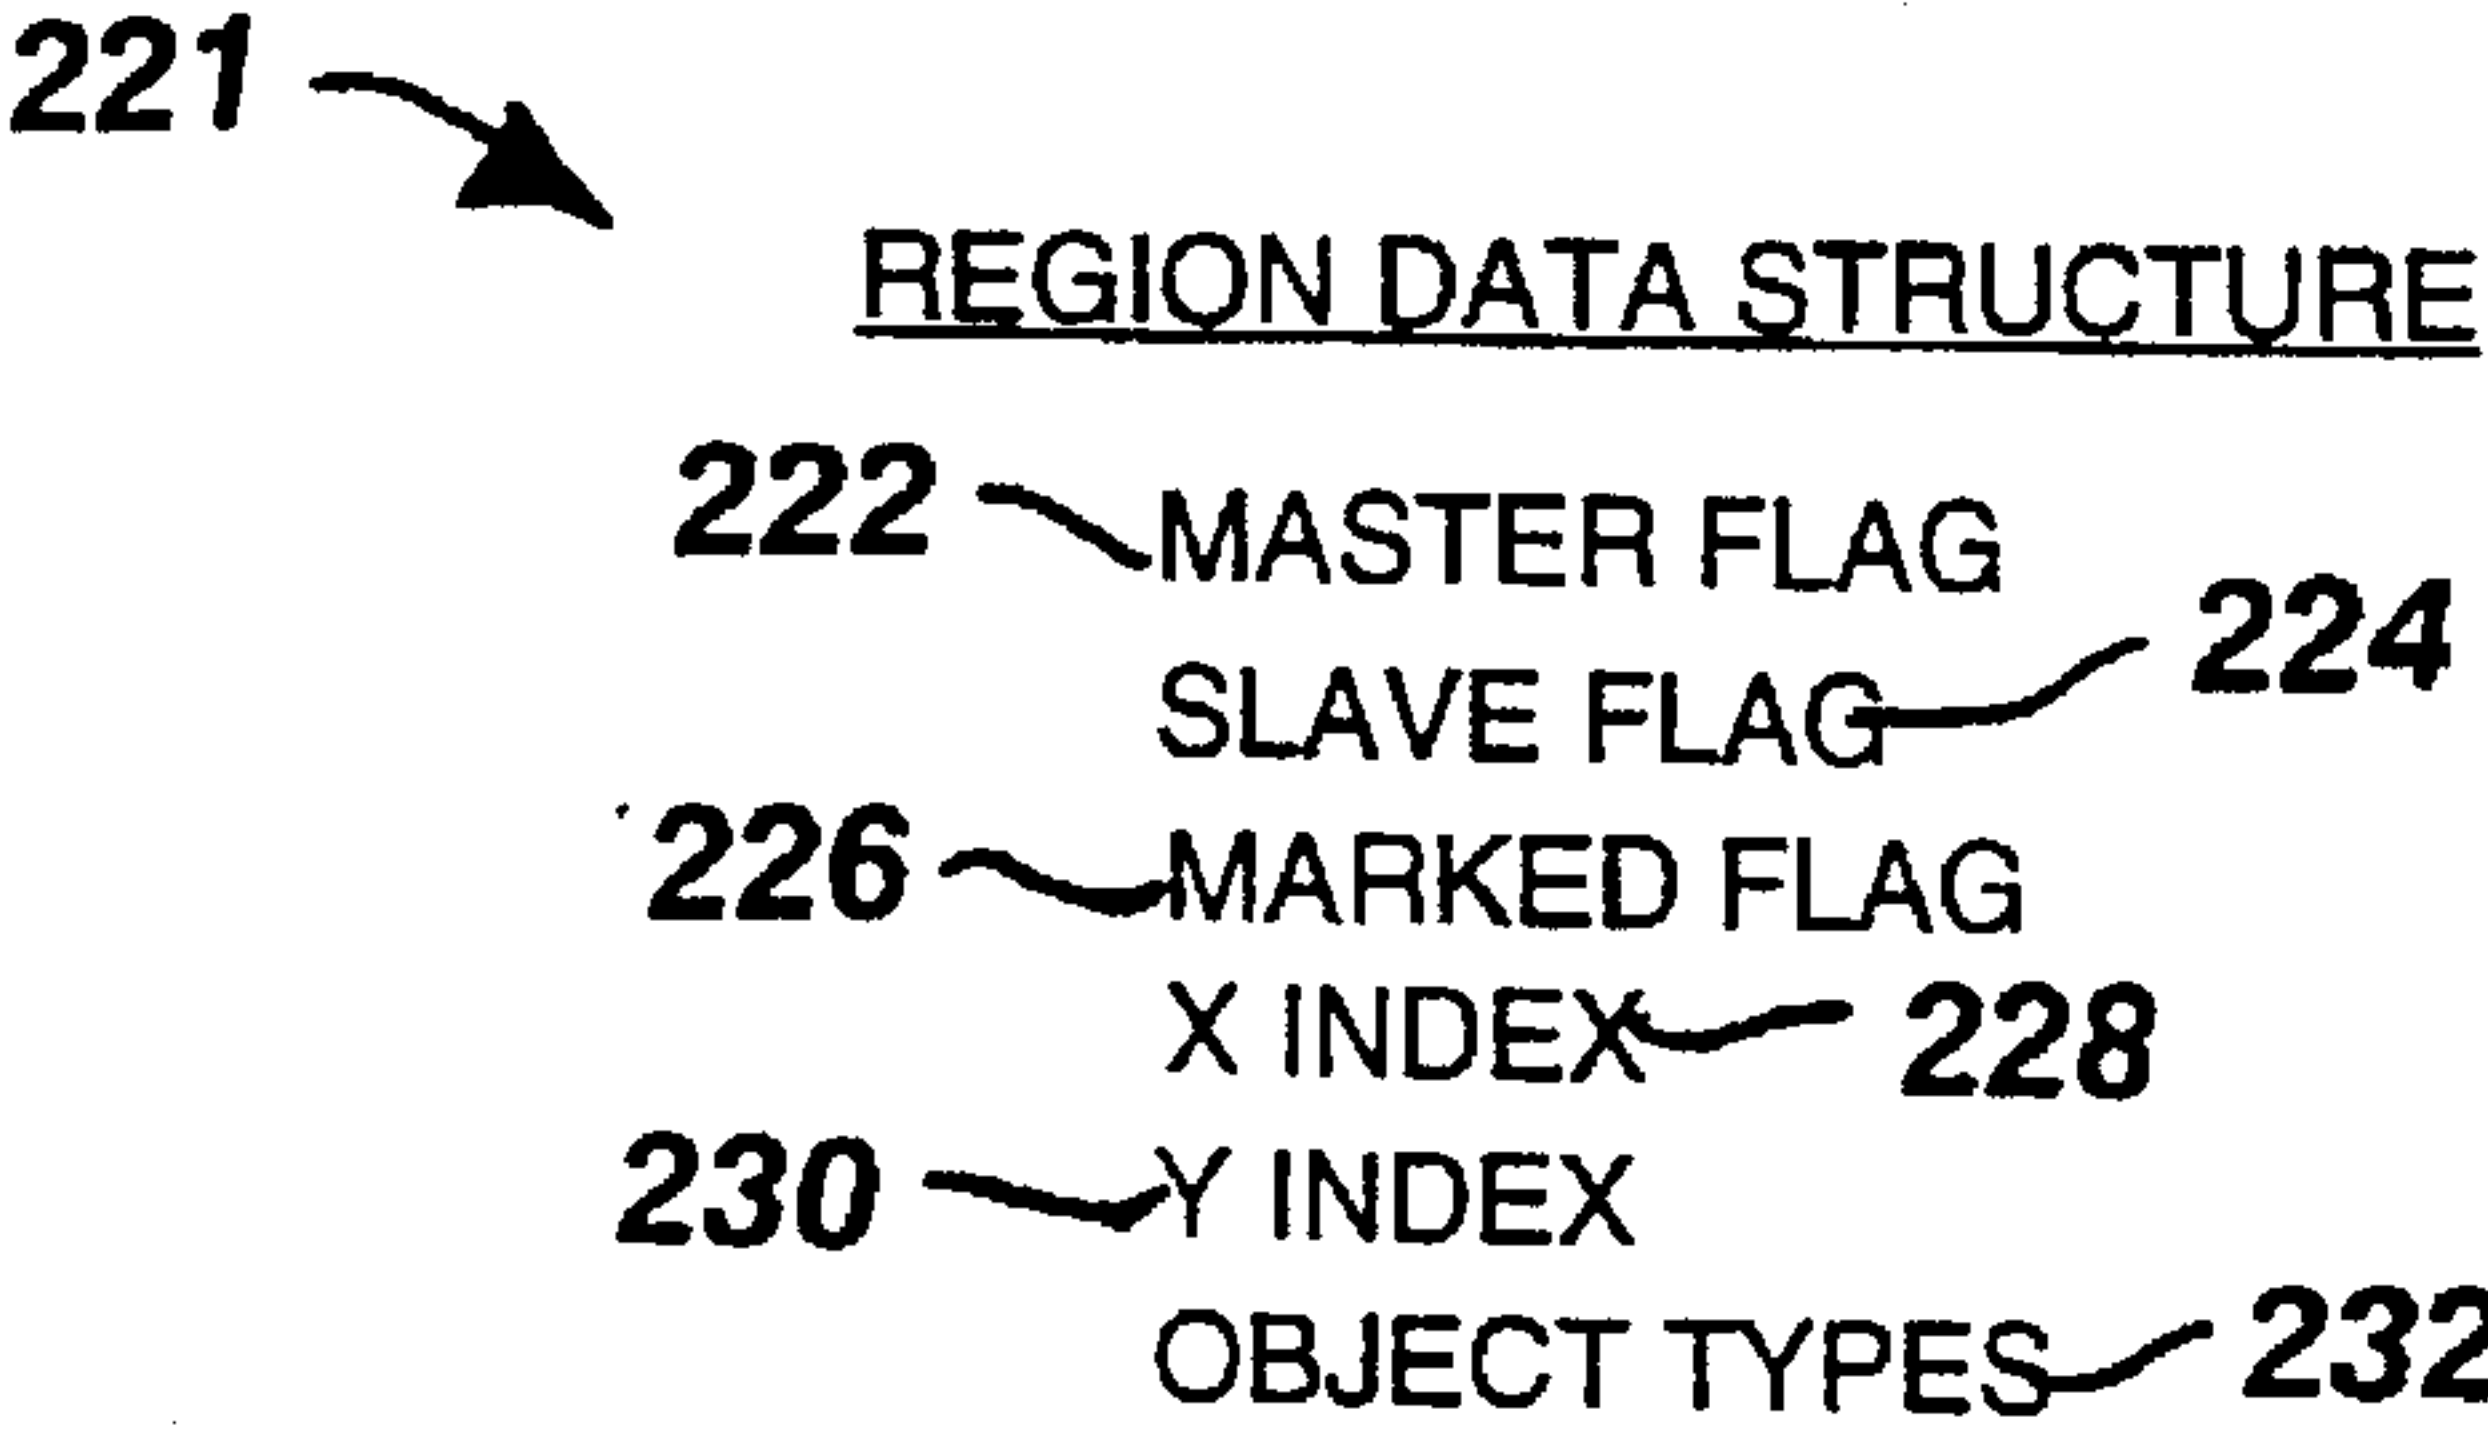 221
REGION DATA STRUCTURE
222 MASTER FLAG
SLAVE FLAG 224
226 MARKED FLAG
X INDEX 228
230 Y INDEX
OBJECT TYPES 232